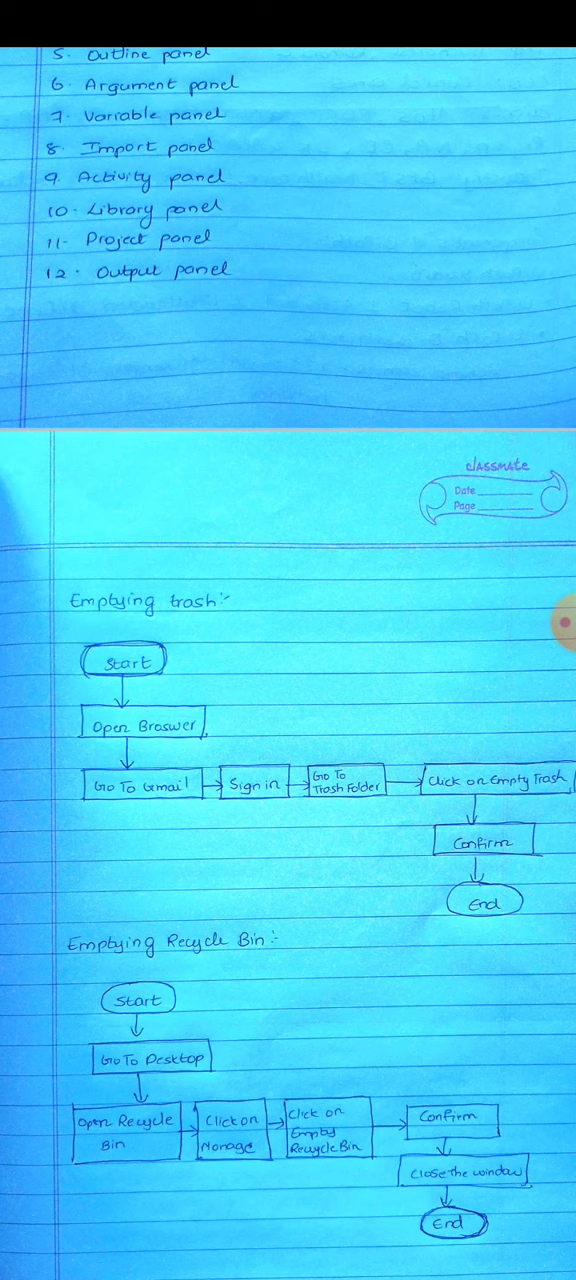 5. Outline panel
6. Argument panel
7. Variable panel
8. Import panel
9. Activity panel
10. Library panel
11- Project panel
12. Output panel
classmate
Date
Page
Emptying trash:-
Start
Open Broswer
Go To Gmail
Sign in
Go To
Trash Folder
Click on Empty Trash
Confirm
End
Emptying Recycle Bin:-
Start
Go To Desktop
Open Recycle
Bin
Click on
Manage
Click on
Empty
Recycle Bin
Confirm
Close the window
End